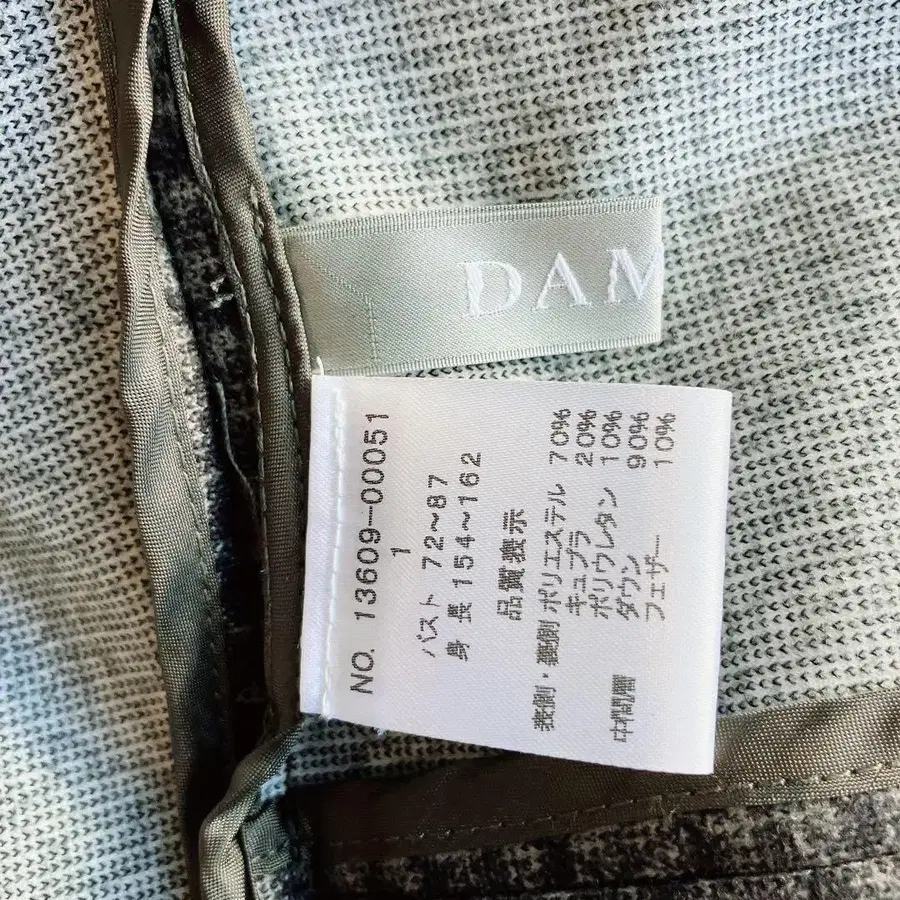 DAM
NO. 13609-00051
1
バスト 72~87
身長 154~162
品質表示
表側・裏側 ポリエステル 70%
キュプラ 20%
ポリウレタン 10%
中間層 ダウン 90%
フェザー 10%